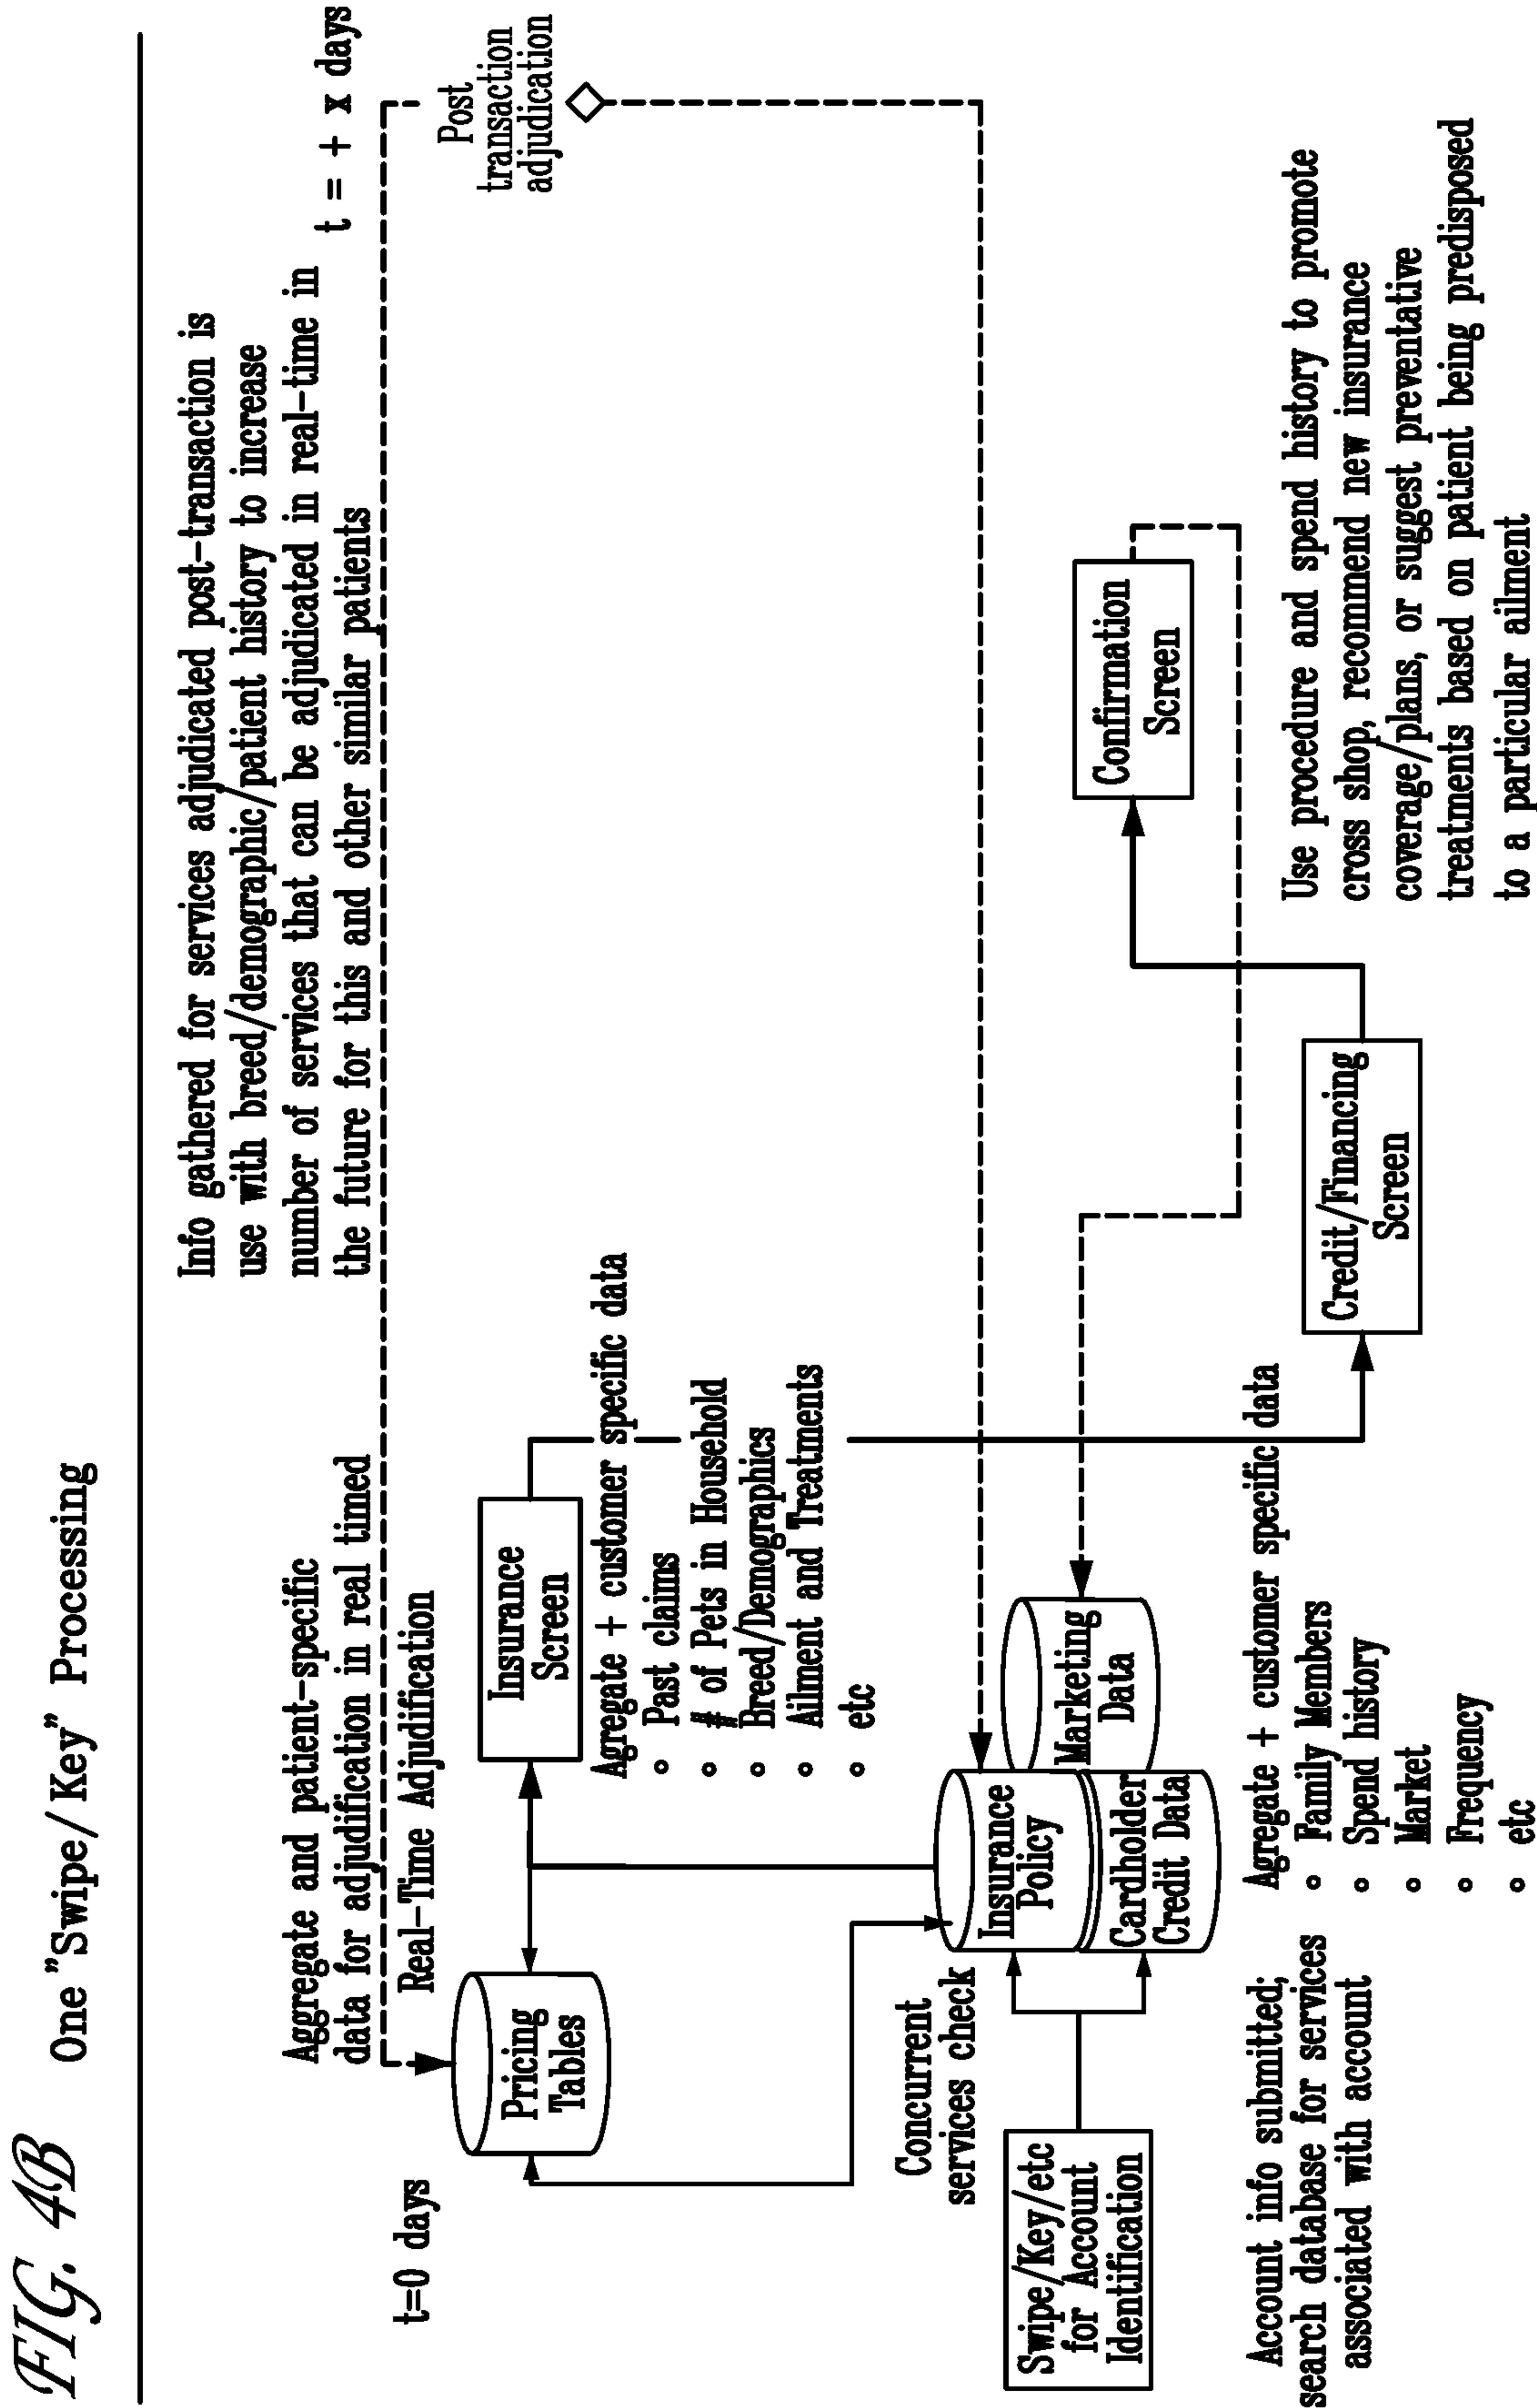 FIG. 4B
One "Swipe/Key" Processing
Info gathered for services adjudicated post-transaction is
use with breed/demographic/patient history to increase
number of services that can be adjudicated in real-time in
the future for this and other similar patients
t = + x days
Aggregate and patient-specific
data for adjudification in real timed
Real-Time Adjudification
t=0 days
Pricing
Tables
Insurance
Screen
Post
transaction
adjudication
Agregate + customer specific data
◦ Past claims
◦ # of Pets in Household
◦ Breed/Demographics
◦ Ailment and Treatments
◦ etc
Concurrent
services check
Insurance
Policy
Marketing
Data
Cardholder
Credit Data
Swipe/Key/etc
for Account
Identification
Confirmation
Screen
Credit/Financing
Screen
Account info submitted;
search database for services
associated with account
Agregate + customer specific data
◦ Family Members
◦ Spend history
◦ Market
◦ Frequency
◦ etc
Use procedure and spend history to promote
cross shop, recommend new insurance
coverage/plans, or suggest preventative
treatments based on patient being predisposed
to a particular ailment